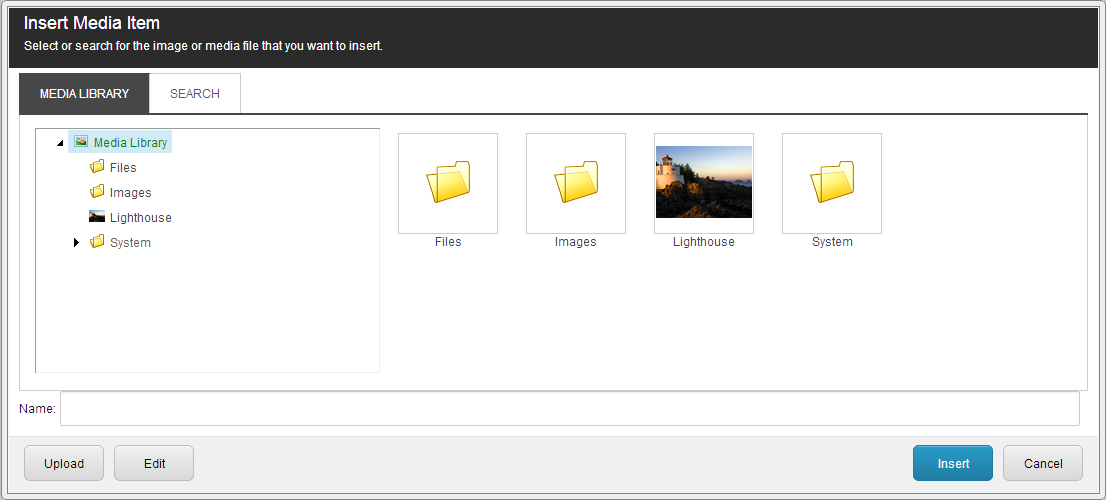 Insert Media Item
Select or search for the image or media file that you want to insert.
MEDIA LIBRARY SEARCH
Media Library
Files
Images
Lighthouse
System
Files Images Lighthouse System
Name:
Upload Edit Insert Cancel